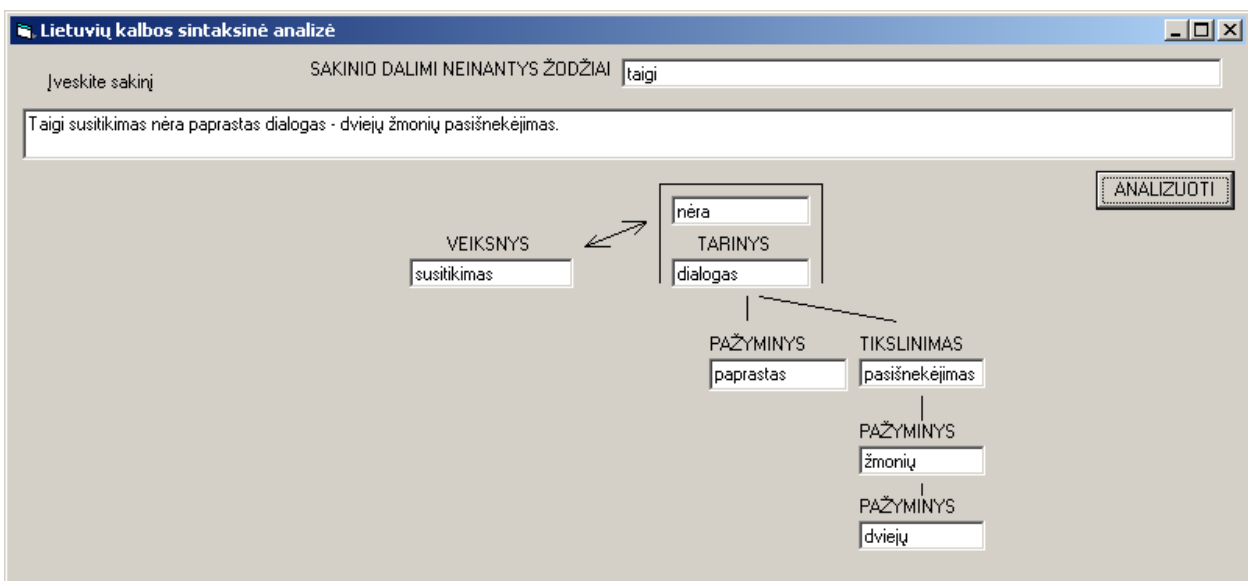 Lietuvių kalbos sintaksinė analizė
SAKINIO DALIMI NEINANTYS ŽODŽIAI taigi
Įveskite sakinį
Taigi susitikimas nėra paprastas dialogas - dviejų žmonių pasišnekėjimas.
ANALIZUOTI
nėra
VEIKSNYS TARINYS
susitikimas dialogas
PAŽYMINYS TIKSLINIMAS
paprastas pasišnekėjimas
PAŽYMINYS
žmonių
PAŽYMINYS
dviejų